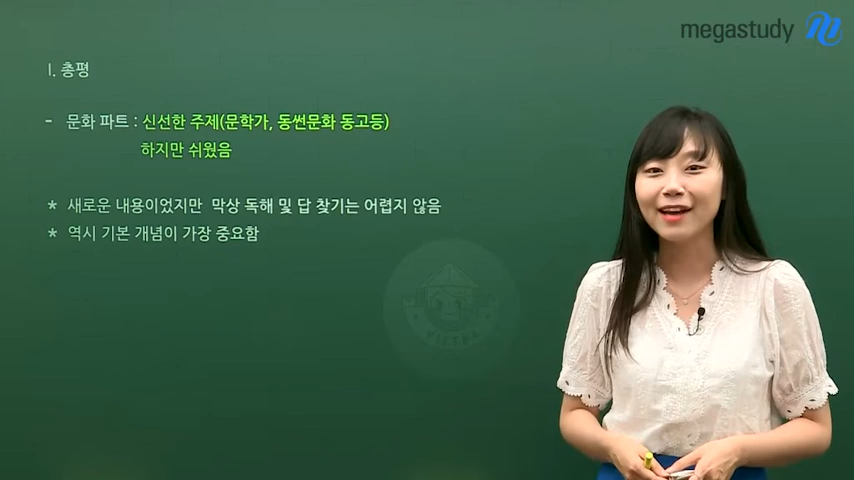 megastudy
I. 총평
- 문화 파트 : 신선한 주제(문학가, 동썬문화 동고등)
하지만 쉬웠음
* 새로운 내용이었지만 막상 독해 및 답 찾기는 어렵지 않음
* 역시 기본 개념이 가장 중요함